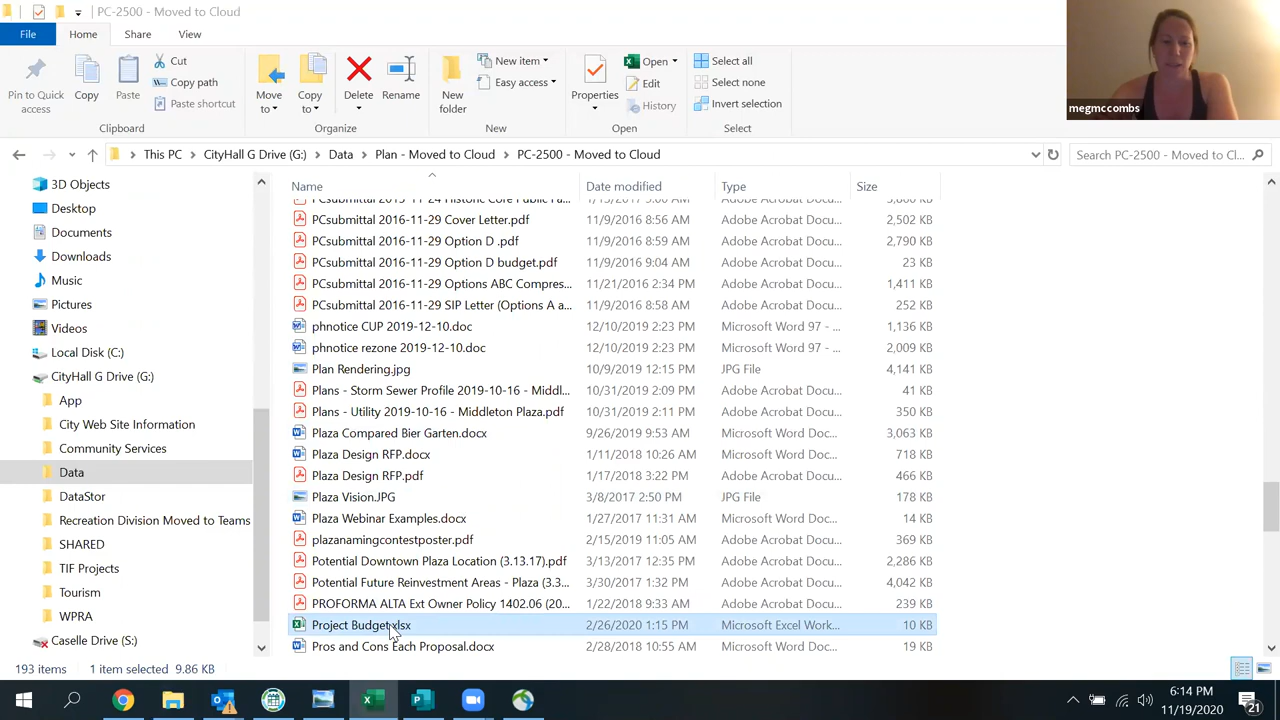 PC-2500 - Moved to Cloud
File Home Share View
Pin to Quick access
Copy
Paste
Cut
Copy path
Paste shortcut
Clipboard
Move to
Copy to
Delete
Rename
Organize
New folder
New item
Easy access
New
Properties
Open
Edit
History
Open
Select all
Select none
Invert selection
Select
megmccombs
This PC > CityHall G Drive (G:) > Data > Plan - Moved to Cloud > PC-2500 - Moved to Cloud
Search PC-2500 - Moved to Cl...
3D Objects
Desktop
Documents
Downloads
Music
Pictures
Videos
Local Disk (C:)
CityHall G Drive (G:)
App
City Web Site Information
Community Services
Data
DataStor
Recreation Division Moved to Teams
SHARED
TIF Projects
Tourism
WPRA
Caselle Drive (S:)
Name Date modified Type Size
PCsubmittal 2016-11-29 Cover Letter.pdf 11/9/2016 8:56 AM Adobe Acrobat Docu... 2,502 KB
PCsubmittal 2016-11-29 Option D .pdf 11/9/2016 8:59 AM Adobe Acrobat Docu... 2,790 KB
PCsubmittal 2016-11-29 Option D budget.pdf 11/9/2016 9:04 AM Adobe Acrobat Docu... 23 KB
PCsubmittal 2016-11-29 Options ABC Compres... 11/21/2016 2:34 PM Adobe Acrobat Docu... 1,411 KB
PCsubmittal 2016-11-29 SIP Letter (Options A a... 11/9/2016 8:58 AM Adobe Acrobat Docu... 252 KB
phnotice CUP 2019-12-10.doc 12/10/2019 2:23 PM Microsoft Word 97 - ... 1,136 KB
phnotice rezone 2019-12-10.doc 12/10/2019 2:23 PM Microsoft Word 97 - ... 2,009 KB
Plan Rendering.jpg 10/9/2019 12:15 PM JPG File 4,141 KB
Plans - Storm Sewer Profile 2019-10-16 - Middl... 10/31/2019 2:09 PM Adobe Acrobat Docu... 41 KB
Plans - Utility 2019-10-16 - Middleton Plaza.pdf 10/31/2019 2:11 PM Adobe Acrobat Docu... 350 KB
Plaza Compared Bier Garten.docx 9/26/2019 9:53 AM Microsoft Word Doc... 3,063 KB
Plaza Design RFP.docx 1/11/2018 10:26 AM Microsoft Word Doc... 718 KB
Plaza Design RFP.pdf 1/17/2018 3:22 PM Adobe Acrobat Docu... 466 KB
Plaza Vision.JPG 3/8/2017 2:50 PM JPG File 178 KB
Plaza Webinar Examples.docx 1/27/2017 11:31 AM Microsoft Word Doc... 14 KB
plazanamingcontestposter.pdf 2/15/2019 11:05 AM Adobe Acrobat Docu... 369 KB
Potential Downtown Plaza Location (3.13.17).pdf 3/13/2017 12:35 PM Adobe Acrobat Docu... 2,286 KB
Potential Future Reinvestment Areas - Plaza (3.3... 3/30/2017 1:32 PM Adobe Acrobat Docu... 4,042 KB
PROFORMA ALTA Ext Owner Policy 1402.06 (20... 1/22/2018 9:33 AM Adobe Acrobat Docu... 239 KB
Project Budget.xlsx 2/26/2020 1:15 PM Microsoft Excel Work... 10 KB
Pros and Cons Each Proposal.docx 2/28/2018 10:55 AM Microsoft Word Doc... 19 KB
193 items 1 item selected 9.86 KB
6:14 PM
11/19/2020
21